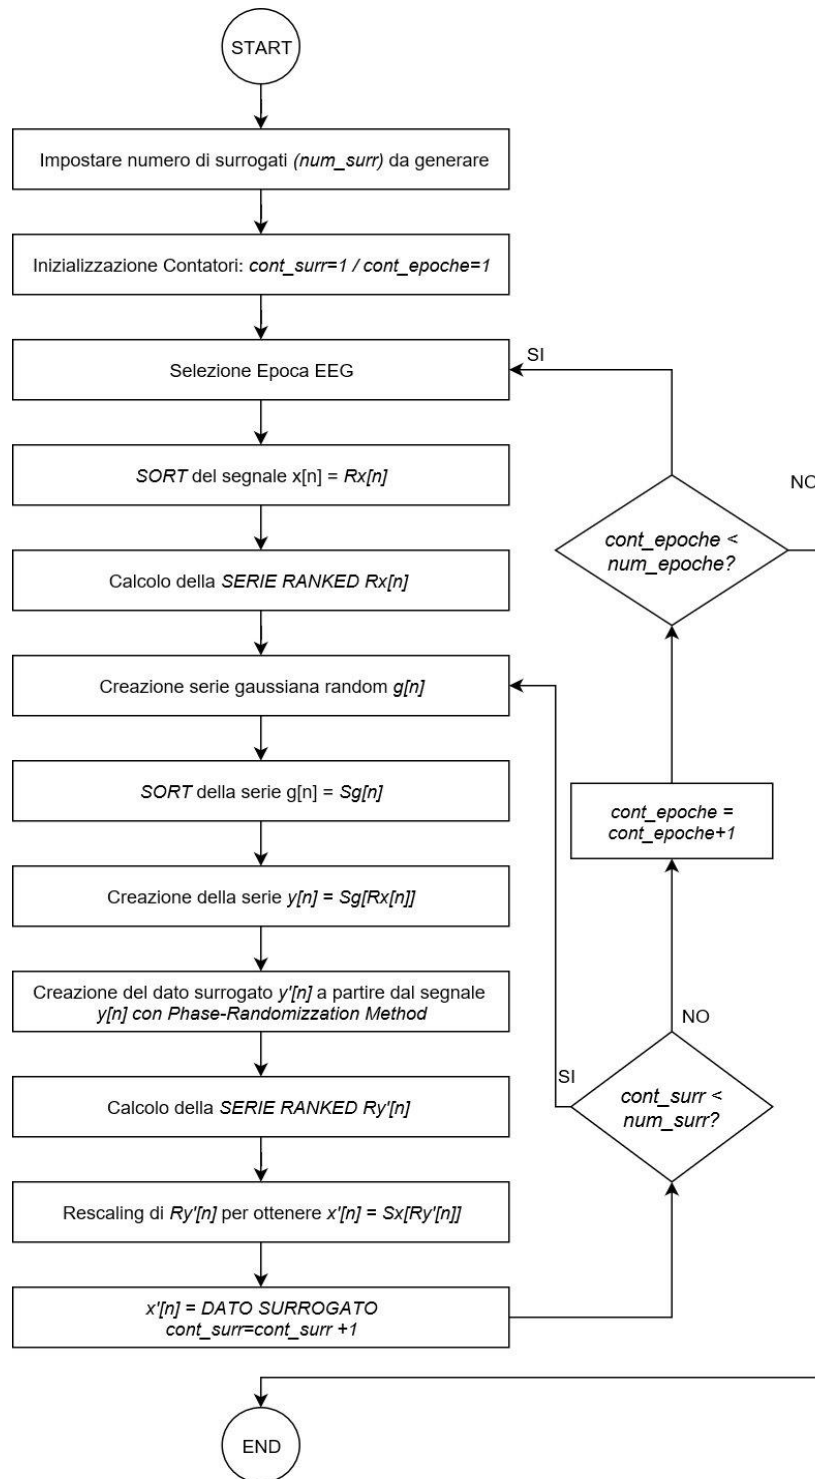 START
Impostare numero di surrogati (num_surr) da generare
Inizializzazione Contatori: cont_surr=1 / cont_epoche=1
Selezione Epoca EEG
SORT del segnale x[n] = Rx[n]
Calcolo della SERIE RANKED Rx[n]
Creazione serie gaussiana random g[n]
SORT della serie g[n] = Sg[n]
Creazione della serie y[n] = Sg[Rx[n]]
Creazione del dato surrogato y'[n] a partire dal segnale
y[n] con Phase-Randomizzation Method
Calcolo della SERIE RANKED Ry'[n]
Rescaling di Ry'[n] per ottenere x'[n] = Sx[Ry'[n]]
x'[n] = DATO SURROGATO
cont_surr=cont_surr +1
cont_surr <
num_surr?
SI
NO
cont_epoche =
cont_epoche+1
cont_epoche <
num_epoche?
SI
NO
END